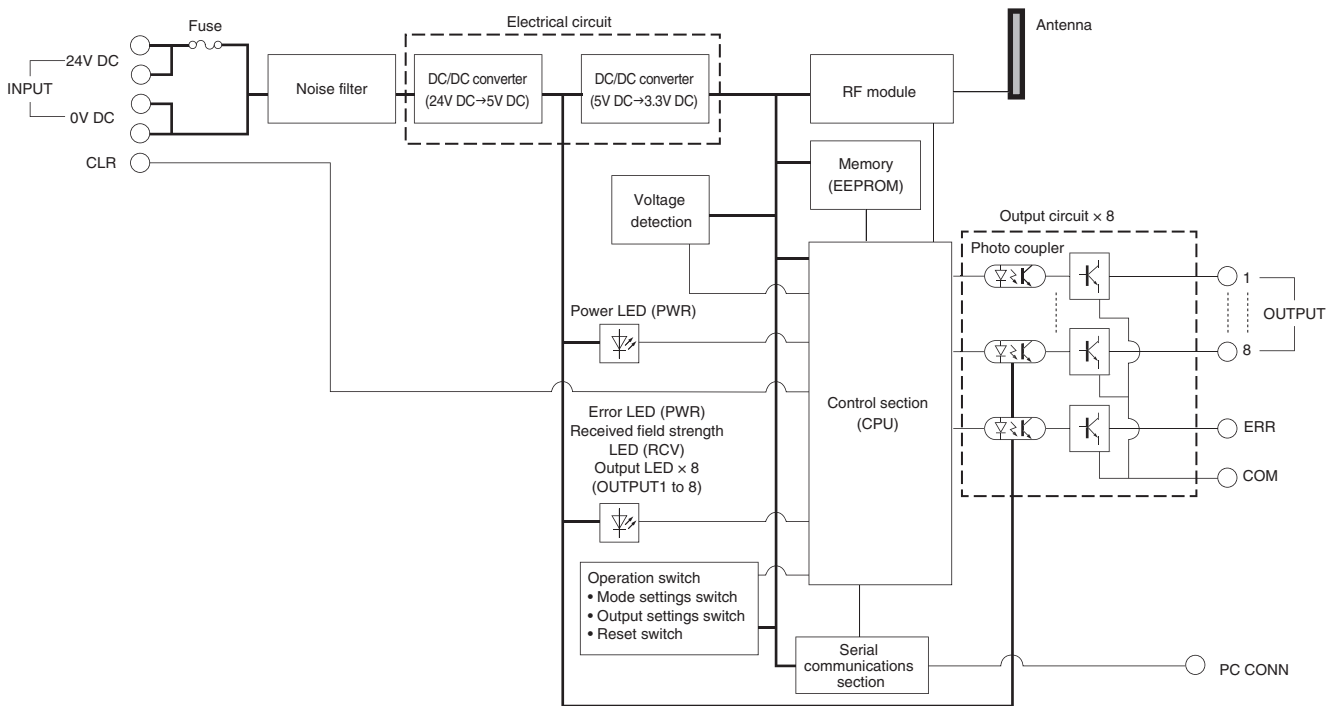 Fuse
Electrical circuit
Antenna
24V DC
INPUT
0V DC
CLR
Noise filter
DC/DC converter
(24V DC→5V DC)
DC/DC converter
(5V DC→3.3V DC)
RF module
Memory
(EEPROM)
Voltage
detection
Output circuit × 8
Photo coupler
1
OUTPUT
8
Power LED (PWR)
Control section
(CPU)
Error LED (PWR)
Received field strength
LED (RCV)
Output LED × 8
(OUTPUT1 to 8)
ERR
COM
Operation switch
• Mode settings switch
• Output settings switch
• Reset switch
Serial
communications
section
PC CONN